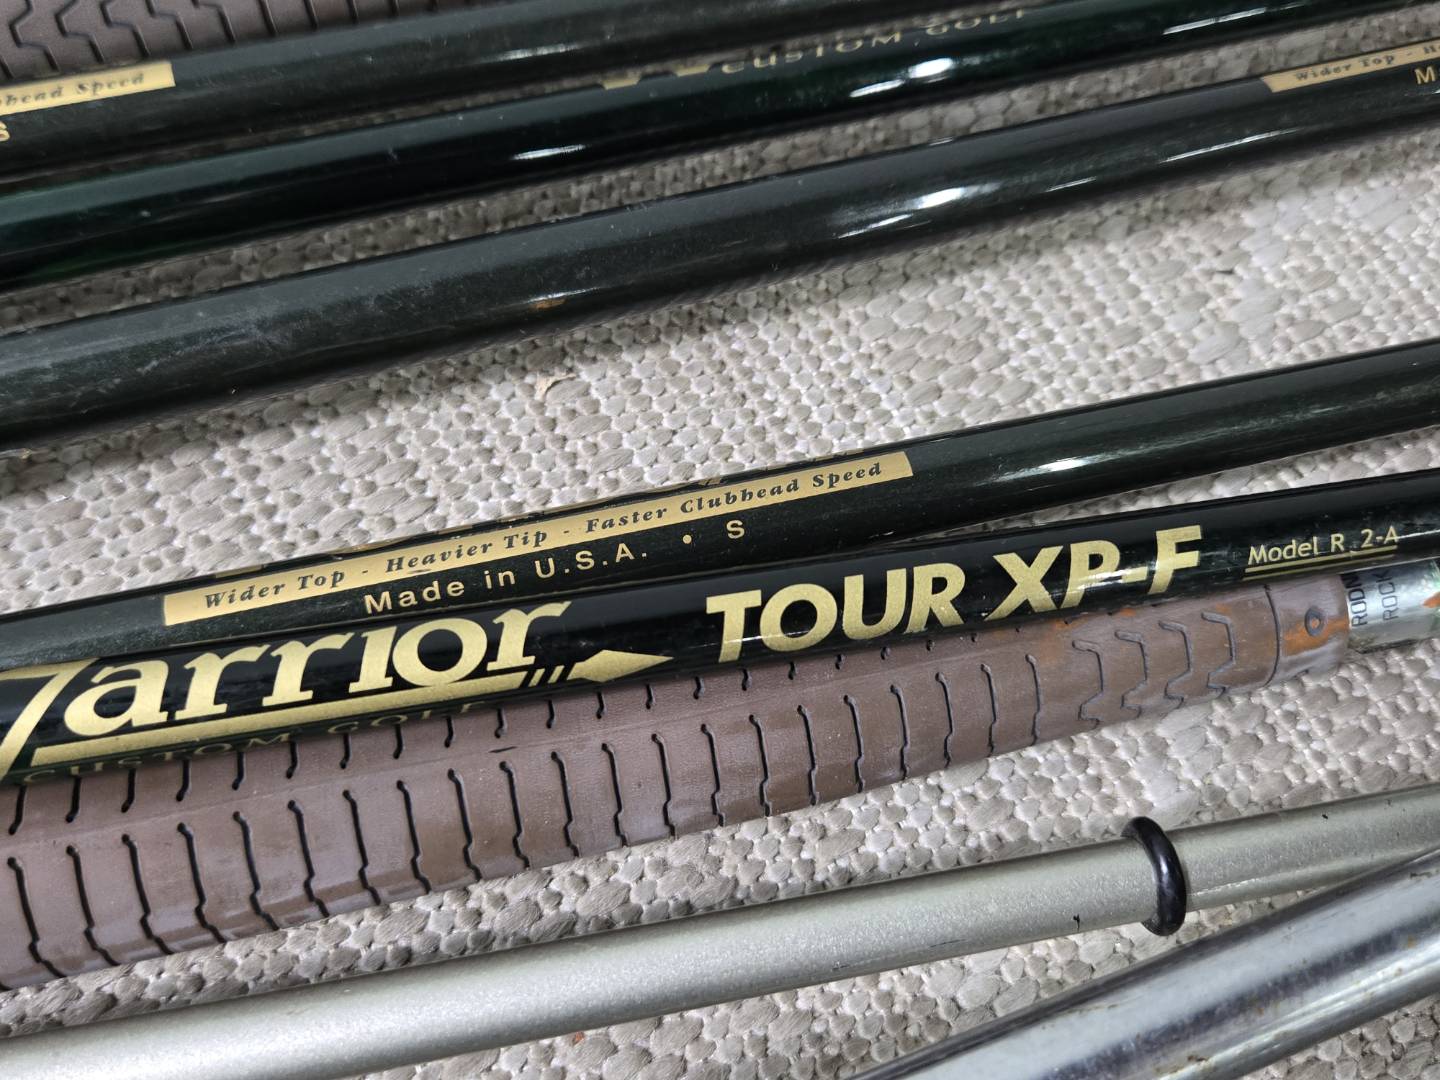 Speed
S
CUSTOM GOLF
Wider Top -
M
Wider Top - Heavier Tip - Faster Clubhead Speed
Made in U.S.A. • S
Warrior TOUR XP-F Model R 2-A
CUSTOM GOLF